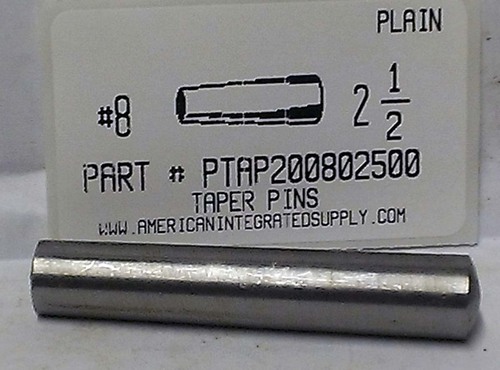 PLAIN
#8 2 1/2
PART # PTAP200802500
TAPER PINS
WWW.AMERICANINTEGRATEDSUPPLY.COM